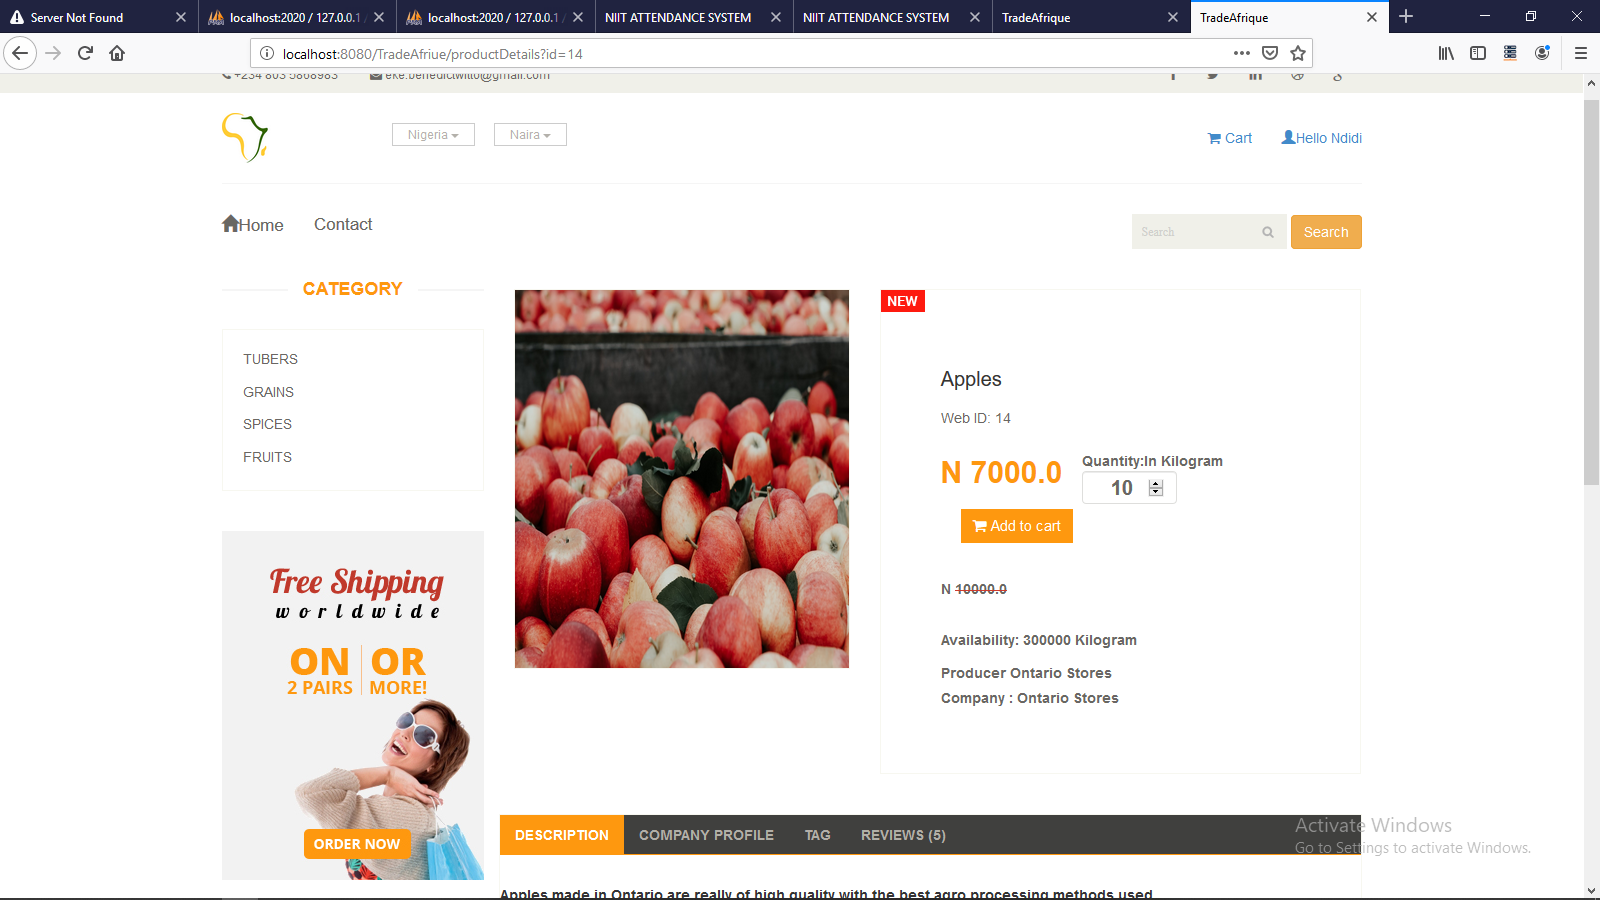 Server Not Found
localhost:2020 / 127.0.0.1
localhost:2020 / 127.0.0.1
NIIT ATTENDANCE SYSTEM
NIIT ATTENDANCE SYSTEM
TradeAfrique
TradeAfrique
localhost:8080/TradeAfriue/productDetails?id=14
+234 803 5868983
eke.benedictwillo@gmail.com
Nigeria
Naira
Cart
Hello Ndidi
Home
Contact
Search
Search
CATEGORY
TUBERS
GRAINS
SPICES
FRUITS
NEW
Apples
Web ID: 14
N 7000.0
Quantity:In Kilogram
10
Add to cart
N 10000.0
Availability: 300000 Kilogram
Producer Ontario Stores
Company : Ontario Stores
Free Shipping
worldwide
ON OR
2 PAIRS MORE!
ORDER NOW
DESCRIPTION
COMPANY PROFILE
TAG
REVIEWS (5)
Activate Windows
Go to Settings to activate Windows.
Apples made in Ontario are really of high quality with the best agro processing methods used